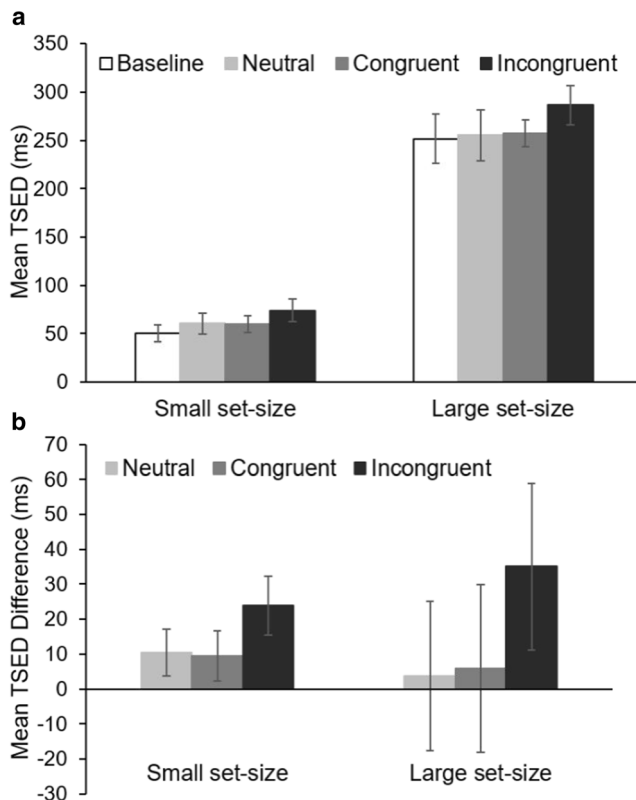 a
350
300
250
200
150
100
50
0
Mean TSED (ms)
Baseline Neutral Congruent Incongruent
Small set-size Large set-size
b
70
60
50
40
30
20
10
0
-10
-20
-30
Mean TSED Difference (ms)
Neutral Congruent Incongruent
Small set-size Large set-size